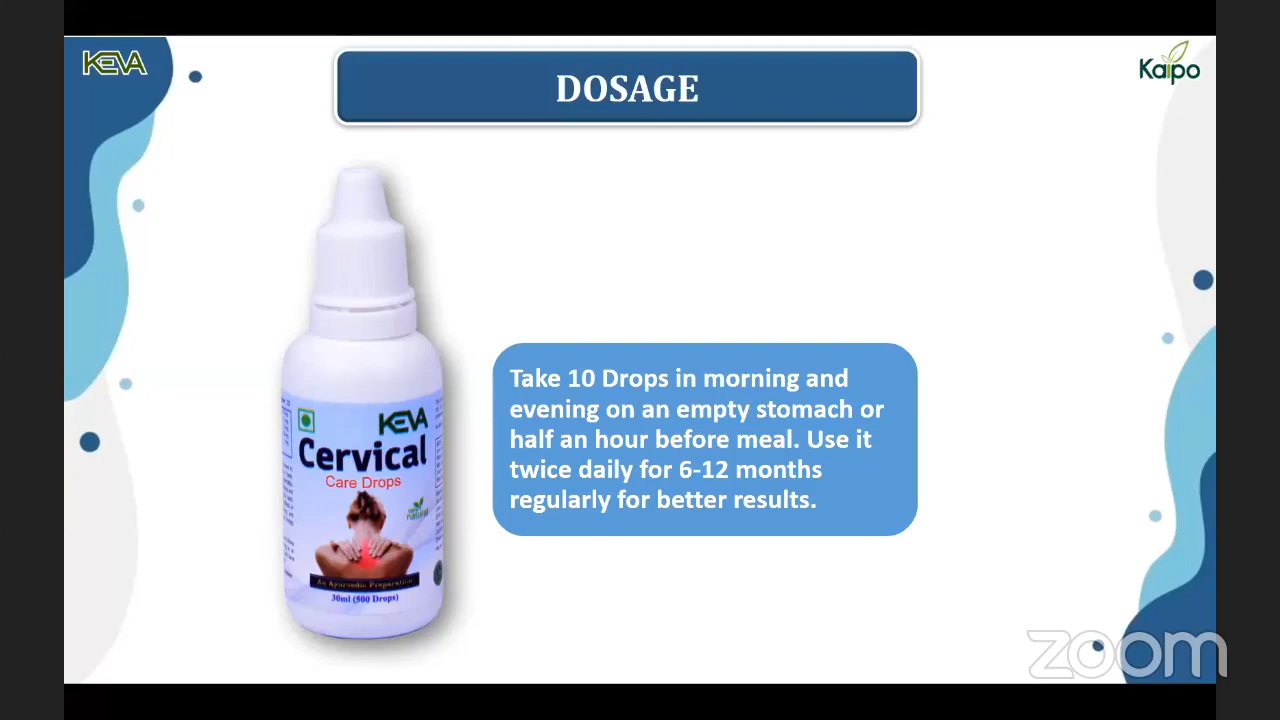 KEVA
DOSAGE
Kaipo
KEVA
Cervical
Care Drops
natural
An Ayurvedic Preparation
30ml (500 Drops)
Take 10 Drops in morning and
evening on an empty stomach or
half an hour before meal. Use it
twice daily for 6-12 months
regularly for better results.
zoom